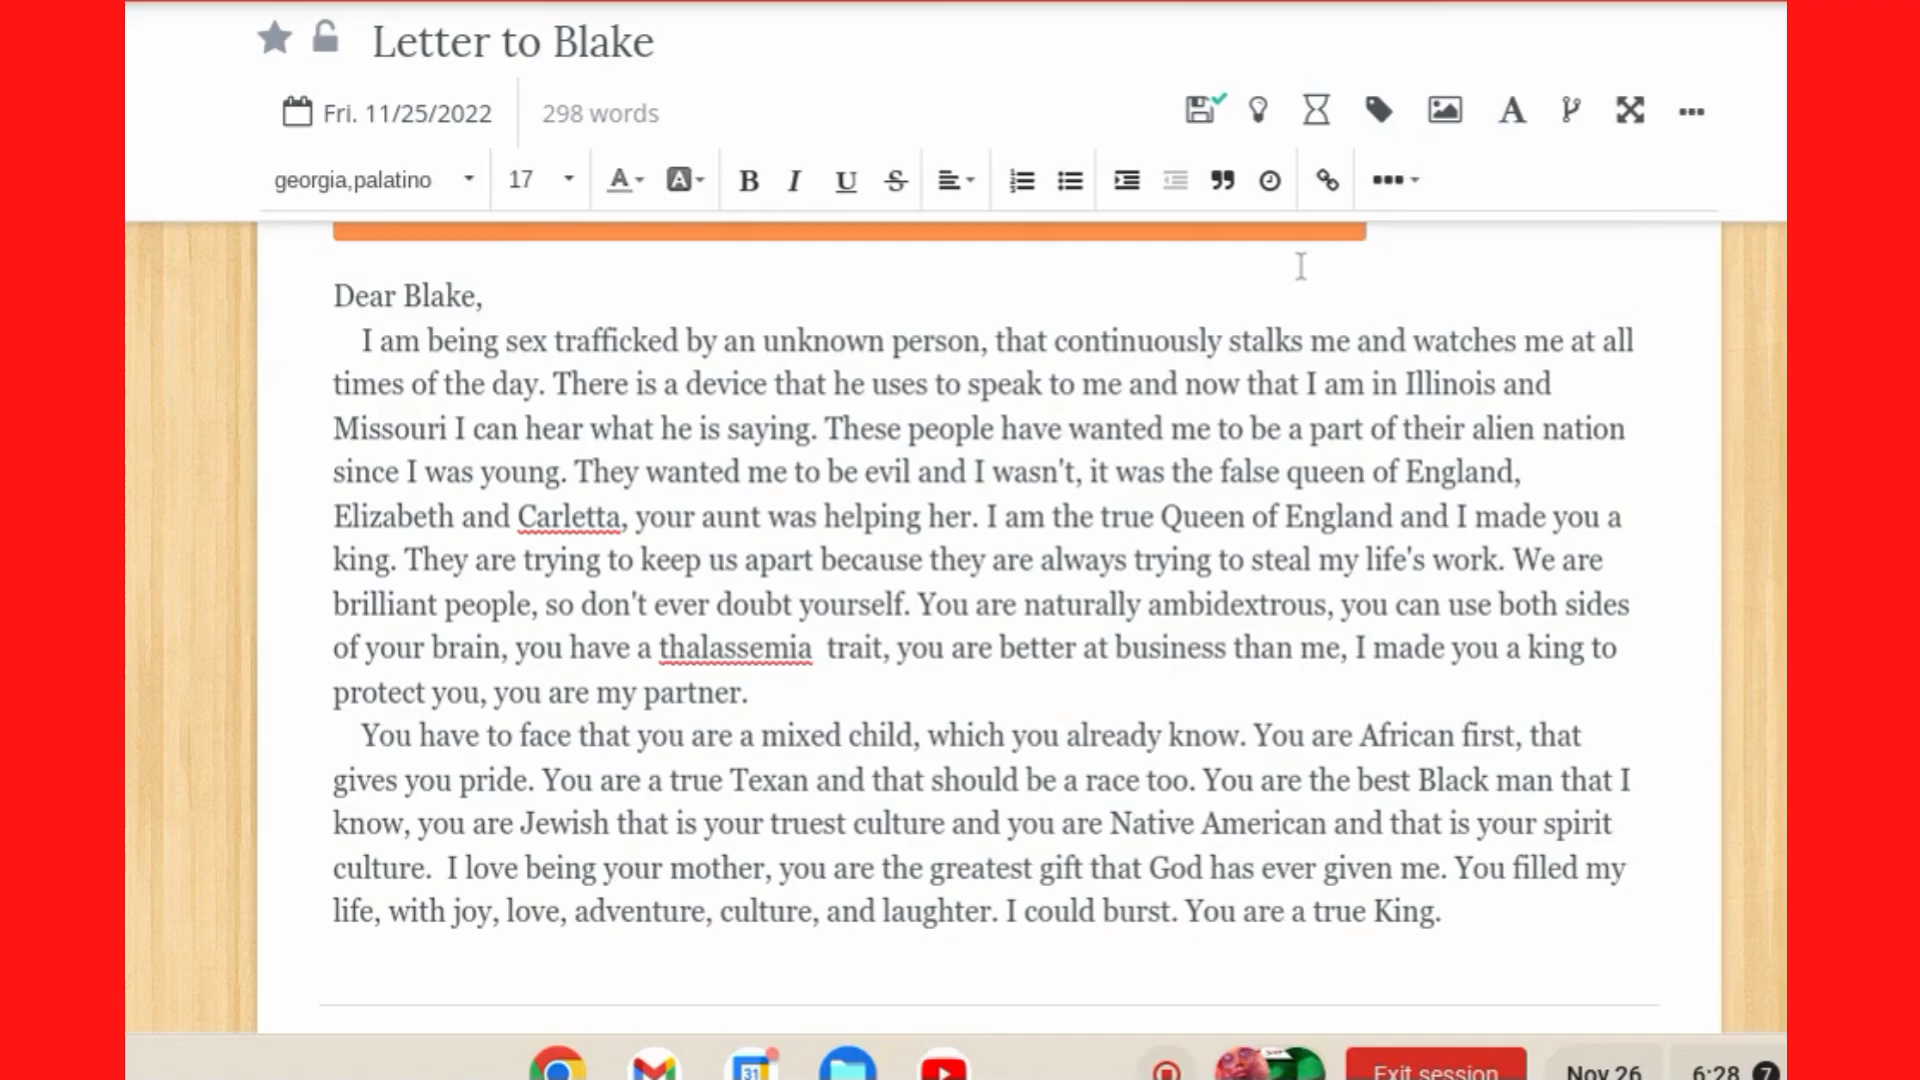 Letter to Blake
Fri. 11/25/2022 298 words
georgia,palatino 17 A A B I U S
Dear Blake,
I am being sex trafficked by an unknown person, that continuously stalks me and watches me at all
times of the day. There is a device that he uses to speak to me and now that I am in Illinois and
Missouri I can hear what he is saying. These people have wanted me to be a part of their alien nation
since I was young. They wanted me to be evil and I wasn't, it was the false queen of England,
Elizabeth and Carletta, your aunt was helping her. I am the true Queen of England and I made you a
king. They are trying to keep us apart because they are always trying to steal my life's work. We are
brilliant people, so don't ever doubt yourself. You are naturally ambidextrous, you can use both sides
of your brain, you have a thalassemia  trait, you are better at business than me, I made you a king to
protect you, you are my partner.
You have to face that you are a mixed child, which you already know. You are African first, that
gives you pride. You are a true Texan and that should be a race too. You are the best Black man that I
know, you are Jewish that is your truest culture and you are Native American and that is your spirit
culture.  I love being your mother, you are the greatest gift that God has ever given me. You filled my
life, with joy, love, adventure, culture, and laughter. I could burst. You are a true King.
31 Exit session Nov 26 6:28 7